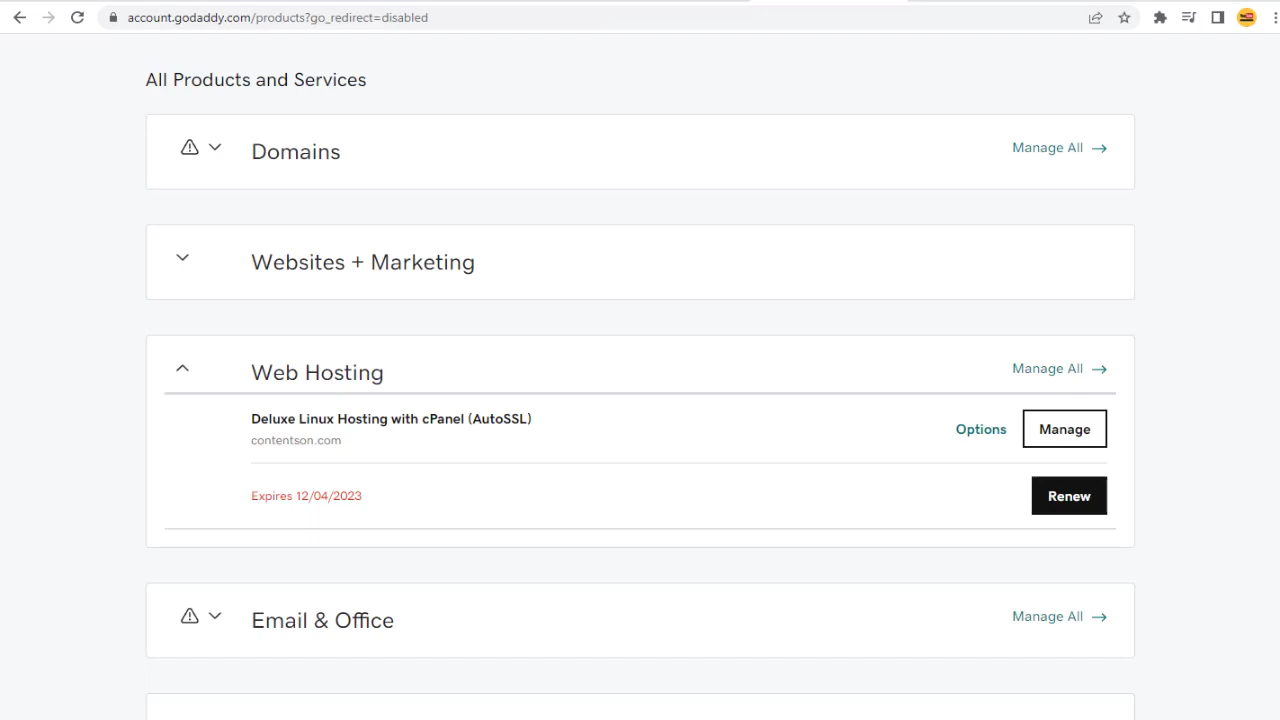 account.godaddy.com/products?go_redirect=disabled
All Products and Services
Domains
Manage All →
Websites + Marketing
Web Hosting
Manage All →
Deluxe Linux Hosting with cPanel (AutoSSL)
contentson.com
Options
Manage
Expires 12/04/2023
Renew
Email & Office
Manage All →